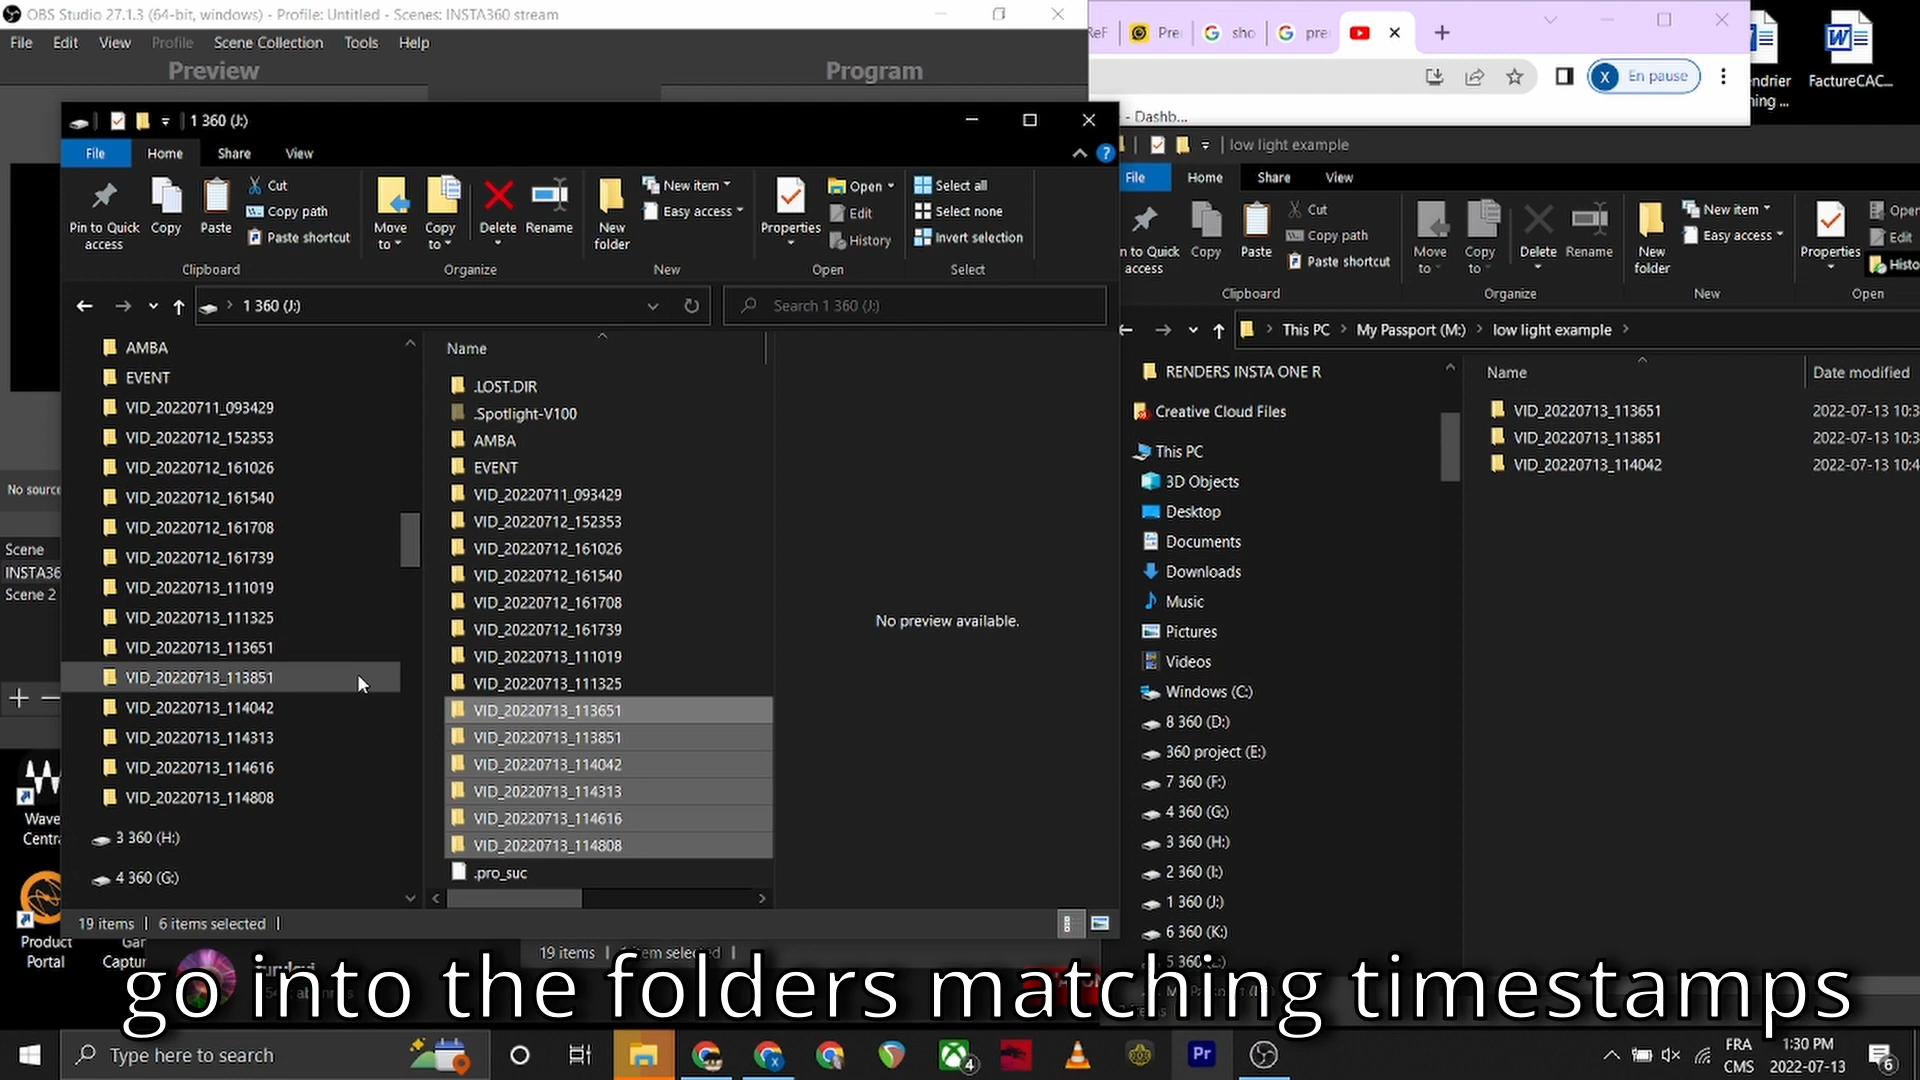 OBS Studio 27.1.3 (64-bit, windows) - Profile: Untitled - Scenes: INSTA360 stream
File Edit View Profile Scene Collection Tools Help
Preview
Program
No source
Scene
INSTA36
Scene 2
sho
En pause
X
- Dashb...
FactureCAC...
1 360 (J:)
File Home Share View
Pin to Quick access
Copy
Paste
Cut
Copy path
Paste shortcut
Clipboard
Move to
Copy to
Delete
Rename
Organize
New folder
New item
Easy access
New
Properties
Open
Edit
History
Open
Select all
Select none
Invert selection
Select
1 360 (J:)
Search 1 360 (J:)
AMBA
EVENT
VID_20220711_093429
VID_20220712_152353
VID_20220712_161026
VID_20220712_161540
VID_20220712_161708
VID_20220712_161739
VID_20220713_111019
VID_20220713_111325
VID_20220713_113651
VID_20220713_113851
VID_20220713_114042
VID_20220713_114313
VID_20220713_114616
VID_20220713_114808
3 360 (H:)
4 360 (G:)
Name
.LOST.DIR
.Spotlight-V100
AMBA
EVENT
VID_20220711_093429
VID_20220712_152353
VID_20220712_161026
VID_20220712_161540
VID_20220712_161708
VID_20220712_161739
VID_20220713_111019
VID_20220713_111325
VID_20220713_113651
VID_20220713_113851
VID_20220713_114042
VID_20220713_114313
VID_20220713_114616
VID_20220713_114808
.pro_suc
No preview available.
19 items 6 items selected
low light example
File Home Share View
Copy
Paste
Cut
Copy path
Paste shortcut
Clipboard
Move to
Copy to
Delete
Rename
Organize
New folder
New item
Easy access
New
Properties
Open
Edit
Histo
Open
This PC My Passport (M:) low light example
RENDERS INSTA ONE R
Creative Cloud Files
This PC
3D Objects
Desktop
Documents
Downloads
Music
Pictures
Videos
Windows (C:)
8 360 (D:)
360 project (E:)
7 360 (F:)
4 360 (G:)
3 360 (H:)
2 360 (I:)
1 360 (J:)
6 360 (K:)
Name Date modified
VID_20220713_113651 2022-07-13 10:3
VID_20220713_113851 2022-07-13 10:3
VID_20220713_114042 2022-07-13 10:4
19 items
Wave
Centra
Product
Portal
Gam
Captur
go into the folders matching timestamps
Type here to search
4
Pr
FRA
CMS
1:30 PM
2022-07-13
6